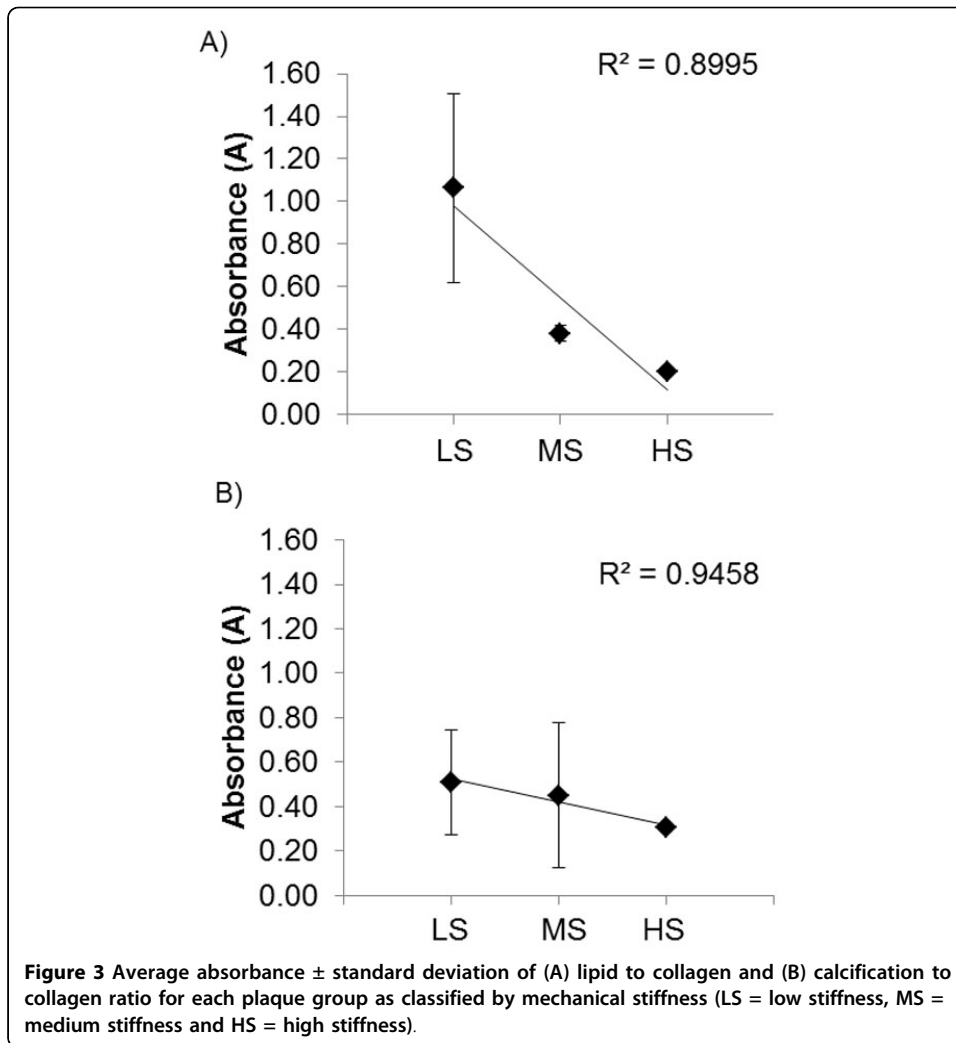 A)
R² = 0.8995
Absorbance (A)
1.60
1.40
1.20
1.00
0.80
0.60
0.40
0.20
0.00
LS MS HS
B)
R² = 0.9458
Absorbance (A)
1.60
1.40
1.20
1.00
0.80
0.60
0.40
0.20
0.00
LS MS HS
Figure 3 Average absorbance ± standard deviation of (A) lipid to collagen and (B) calcification to
collagen ratio for each plaque group as classified by mechanical stiffness (LS = low stiffness, MS =
medium stiffness and HS = high stiffness).